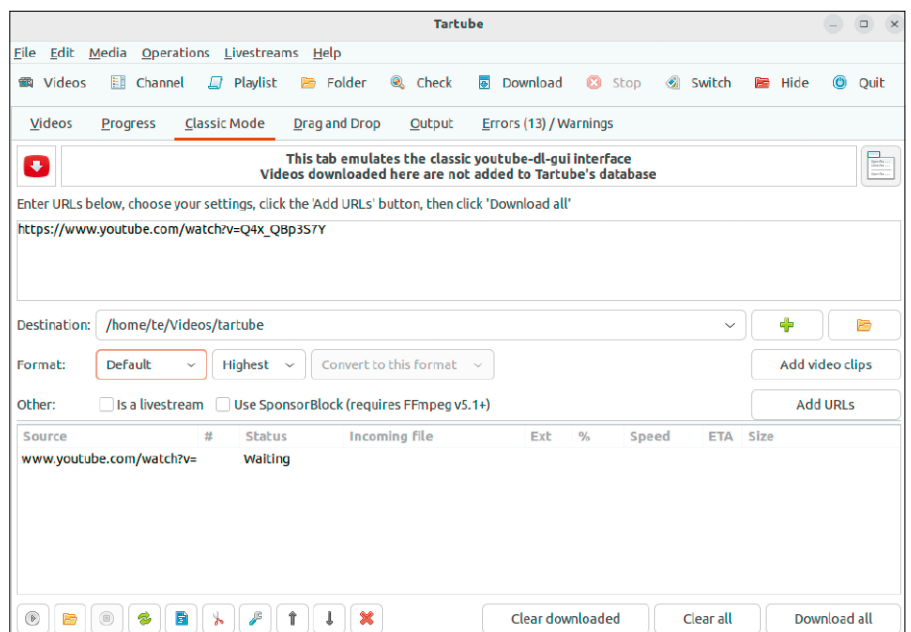 Tartube
File Edit Media Operations Livestreams Help
Videos Channel Playlist Folder Check Download Stop Switch Hide Quit
Videos Progress Classic Mode Drag and Drop Output Errors (13) / Warnings
This tab emulates the classic youtube-dl-gui interface
Videos downloaded here are not added to Tartube's database
Enter URLs below, choose your settings, click the 'Add URLs' button, then click 'Download all'
https://www.youtube.com/watch?v=Q4x_QBp3S7Y
Destination: /home/te/Videos/tartube
Format: Default Highest Convert to this format Add video clips
Other: Is a livestream Use SponsorBlock (requires FFmpeg v5.1+) Add URLs
Source # Status Incoming file Ext % Speed ETA Size
www.youtube.com/watch?v= Waiting
Clear downloaded Clear all Download all